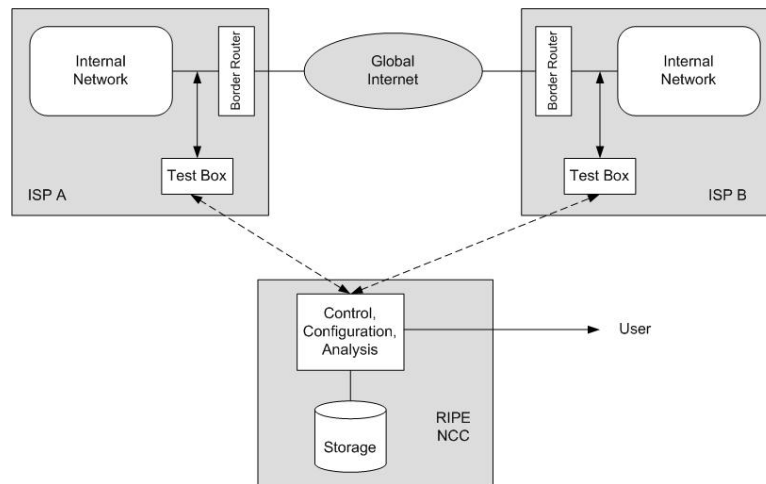 Internal
Network
Border Router
Global
Internet
Border Router
Internal
Network
Test Box
ISP A
Test Box
ISP B
Control,
Configuration,
Analysis
User
Storage
RIPE
NCC